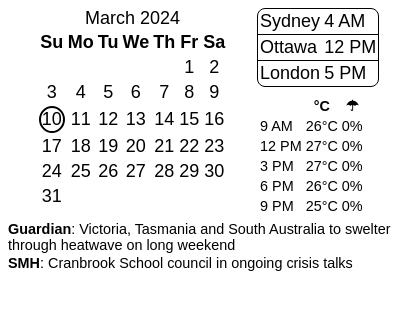 March 2024
Su Mo Tu We Th Fr Sa
1 2
3 4 5 6 7 8 9
10 11 12 13 14 15 16
17 18 19 20 21 22 23
24 25 26 27 28 29 30
31
Sydney 4 AM
Ottawa 12 PM
London 5 PM
°C ☂
9 AM 26°C 0%
12 PM 27°C 0%
3 PM 27°C 0%
6 PM 26°C 0%
9 PM 25°C 0%
Guardian: Victoria, Tasmania and South Australia to swelter
through heatwave on long weekend
SMH: Cranbrook School council in ongoing crisis talks